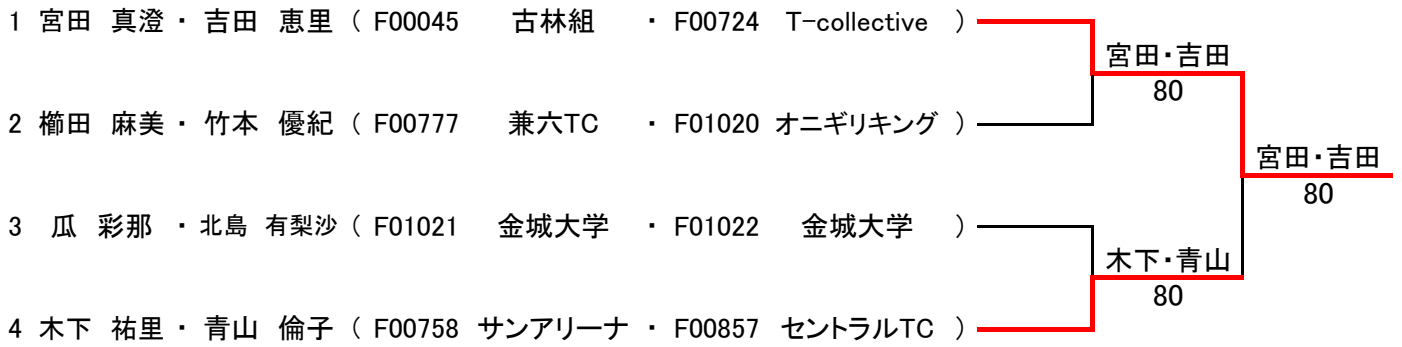 1 宮田 真澄 ・ 吉田 恵里 ( F00045 古林組 ・ F00724 T-collective )
宮田・吉田
80
2 櫛田 麻美 ・ 竹本 優紀 ( F00777 兼六TC ・ F01020 オニギリキング )
宮田・吉田
80
3 瓜 彩那 ・ 北島 有梨沙 ( F01021 金城大学 ・ F01022 金城大学 )
木下・青山
80
4 木下 祐里 ・ 青山 倫子 ( F00758 サンアリーナ ・ F00857 セントラルTC )